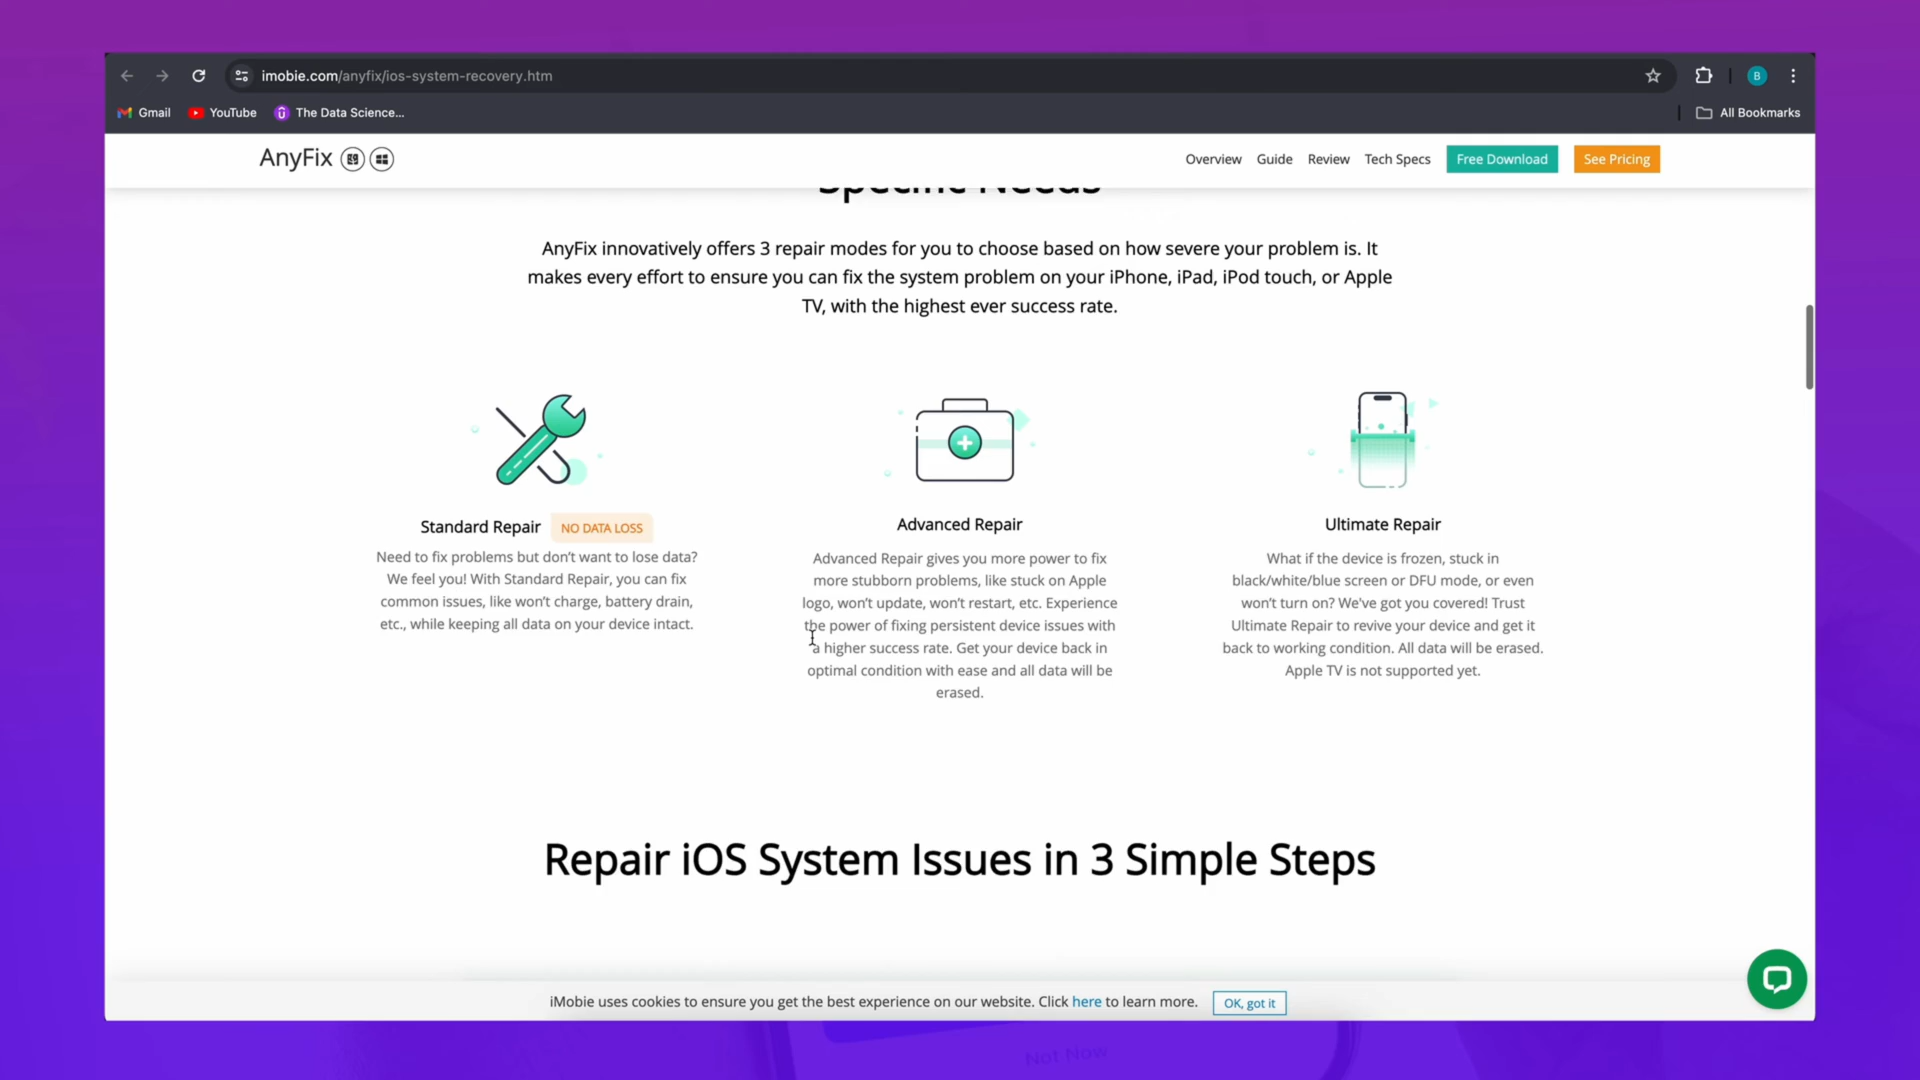 imobie.com/anyfix/ios-system-recovery.htm
B
Gmail
YouTube
The Data Science...
All Bookmarks
AnyFix
Overview
Guide
Review
Tech Specs
Free Download
See Pricing
Specific Needs
AnyFix innovatively offers 3 repair modes for you to choose based on how severe your problem is. It
makes every effort to ensure you can fix the system problem on your iPhone, iPad, iPod touch, or Apple
TV, with the highest ever success rate.
Standard Repair
NO DATA LOSS
Need to fix problems but don't want to lose data?
We feel you! With Standard Repair, you can fix
common issues, like won't charge, battery drain,
etc., while keeping all data on your device intact.
Advanced Repair
Advanced Repair gives you more power to fix
more stubborn problems, like stuck on Apple
logo, won't update, won't restart, etc. Experience
the power of fixing persistent device issues with
a higher success rate. Get your device back in
optimal condition with ease and all data will be
erased.
Ultimate Repair
What if the device is frozen, stuck in
black/white/blue screen or DFU mode, or even
won't turn on? We've got you covered! Trust
Ultimate Repair to revive your device and get it
back to working condition. All data will be erased.
Apple TV is not supported yet.
Repair iOS System Issues in 3 Simple Steps
iMobie uses cookies to ensure you get the best experience on our website. Click here to learn more.
OK, got it
Not Now